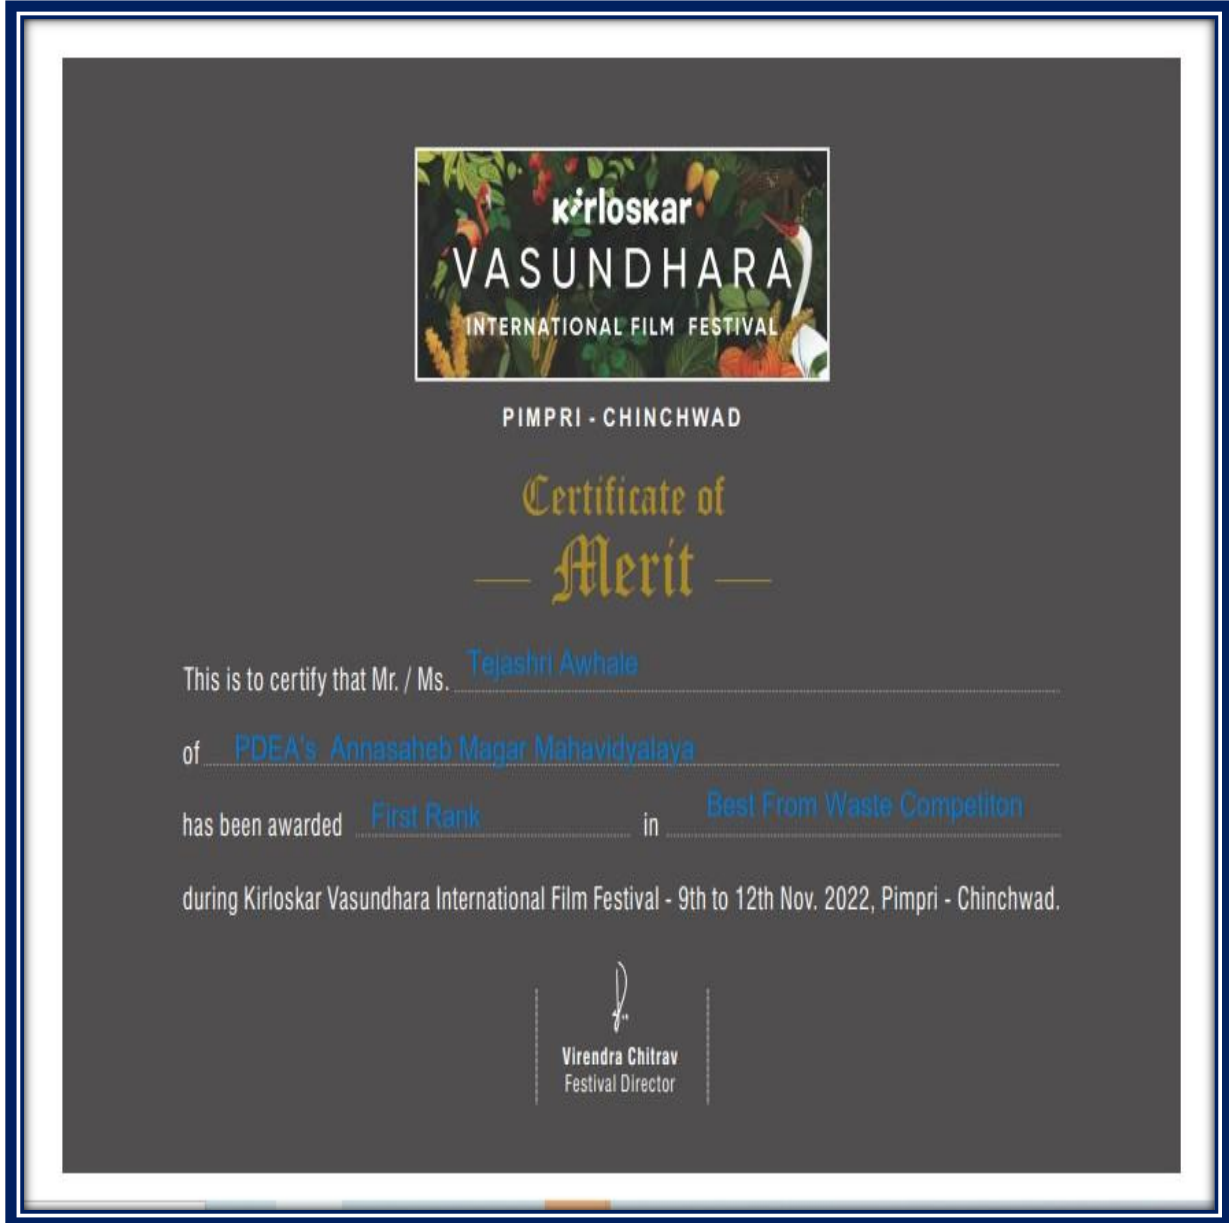 Kirloskar
VASUNDHARA
INTERNATIONAL FILM FESTIVAL
PIMPRI - CHINCHWAD
Certificate of
Merit
This is to certify that Mr. / Ms. Tejashri Awhale
of PDEA's Annasaheb Magar Mahavidyalaya
has been awarded First Rank in Best From Waste Competiton
during Kirloskar Vasundhara International Film Festival - 9th to 12th Nov. 2022, Pimpri - Chinchwad.
Virendra Chitrav
Festival Director